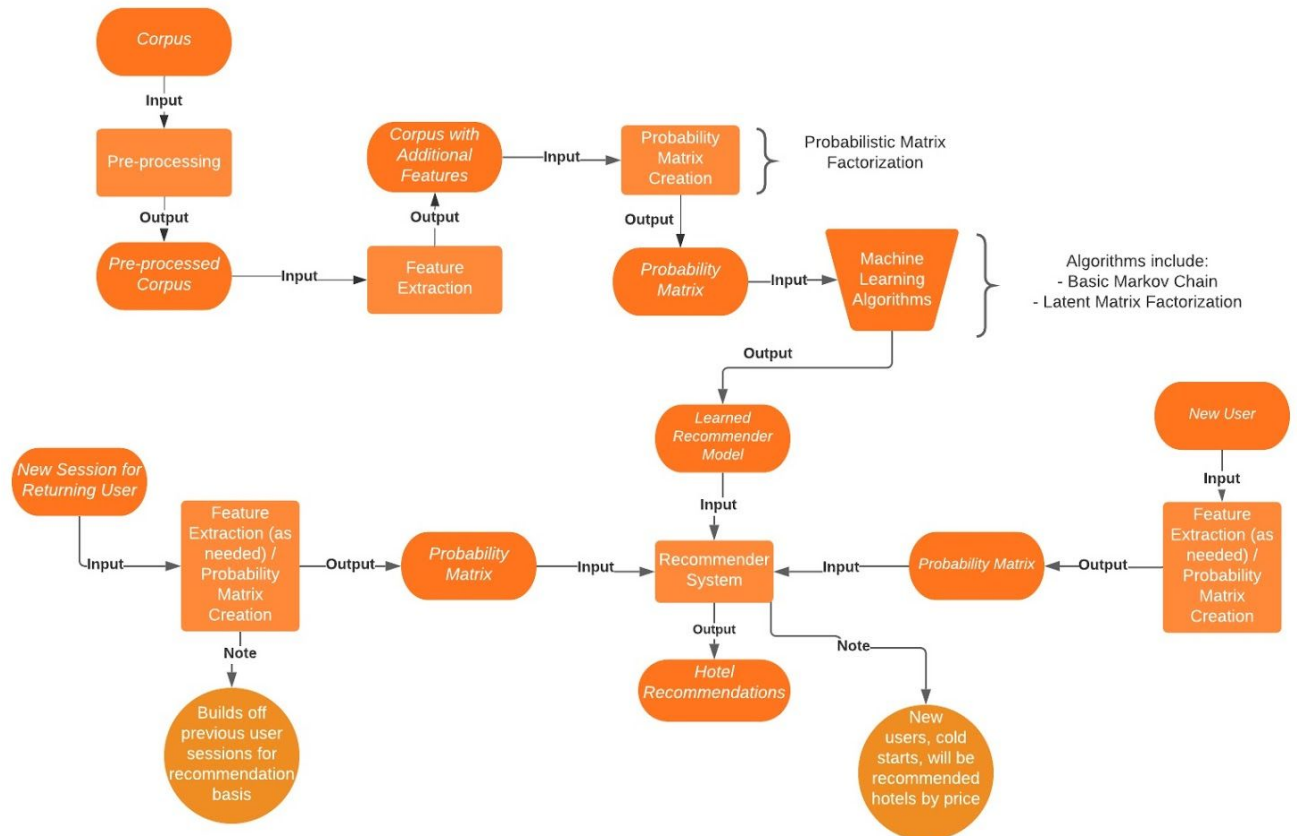 Corpus
Input
Pre-processing
Output
Pre-processed
Corpus
Input
Feature
Extraction
Output
Corpus with
Additional
Features
Input
Probability
Matrix
Creation
Probabilistic Matrix
Factorization
Output
Probability
Matrix
Input
Machine
Learning
Algorithms
Algorithms include:
- Basic Markov Chain
- Latent Matrix Factorization
Output
Learned
Recommender
Model
Input
New Session for
Returning User
Input
Feature
Extraction (as
needed) /
Probability
Matrix
Creation
Output
Probability
Matrix
Input
Recommender
System
Input
Probability Matrix
Output
New User
Input
Feature
Extraction (as
needed) /
Probability
Matrix
Creation
Note
Builds off
previous user
sessions for
recommendation
basis
Output
Hotel
Recommendations
Note
New
users, cold
starts, will be
recommended
hotels by price